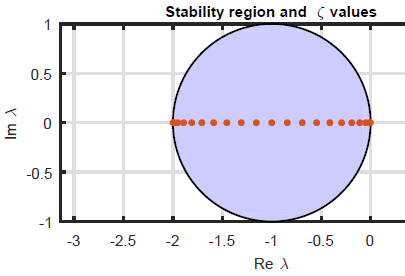 Stability region and ζ values
1
0.5
0
-0.5
-1
Im λ
-3 -2.5 -2 -1.5 -1 -0.5 0
Re λ